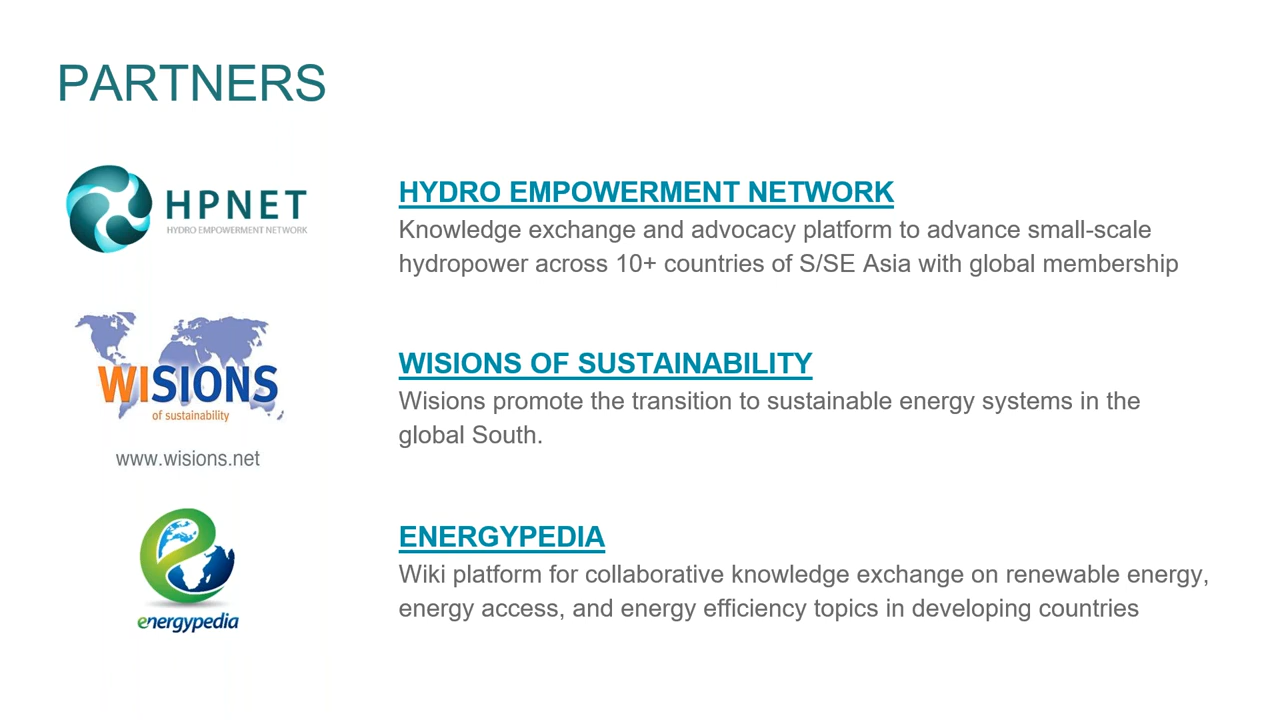 PARTNERS
HPNET
HYDRO EMPOWERMENT NETWORK
HYDRO EMPOWERMENT NETWORK
Knowledge exchange and advocacy platform to advance small-scale
hydropower across 10+ countries of S/SE Asia with global membership
WISIONS
of sustainability
www.wisions.net
WISIONS OF SUSTAINABILITY
Wisions promote the transition to sustainable energy systems in the
global South.
energypedia
ENERGYPEDIA
Wiki platform for collaborative knowledge exchange on renewable energy,
energy access, and energy efficiency topics in developing countries